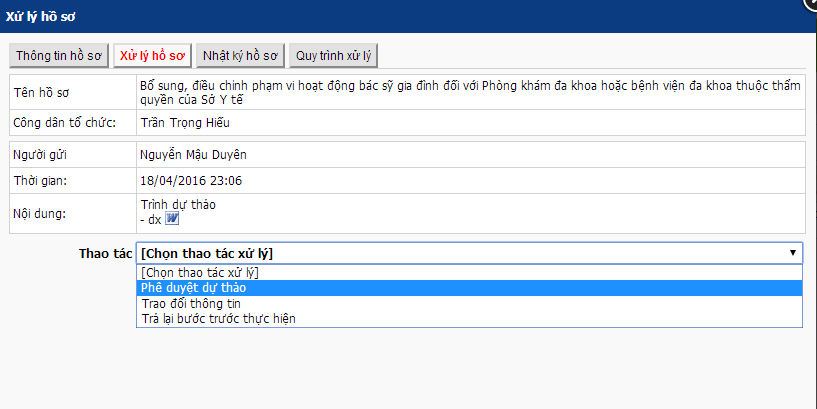 Xử lý hồ sơ
Thông tin hồ sơ Xử lý hồ sơ Nhật ký hồ sơ Quy trình xử lý
Tên hồ sơ
Bổ sung, điều chỉnh phạm vi hoạt động bác sỹ gia đình đối với Phòng khám đa khoa hoặc bệnh viện đa khoa thuộc thẩm
quyền của Sở Y tế
Công dân tổ chức: Trần Trọng Hiếu
Người gửi Nguyễn Mậu Duyên
Thời gian: 18/04/2016 23:06
Nội dung:
Trình dự thảo
- dx
Thao tác [Chọn thao tác xử lý]
[Chọn thao tác xử lý]
Phê duyệt dự thảo
Trao đổi thông tin
Trả lại bước trước thực hiện